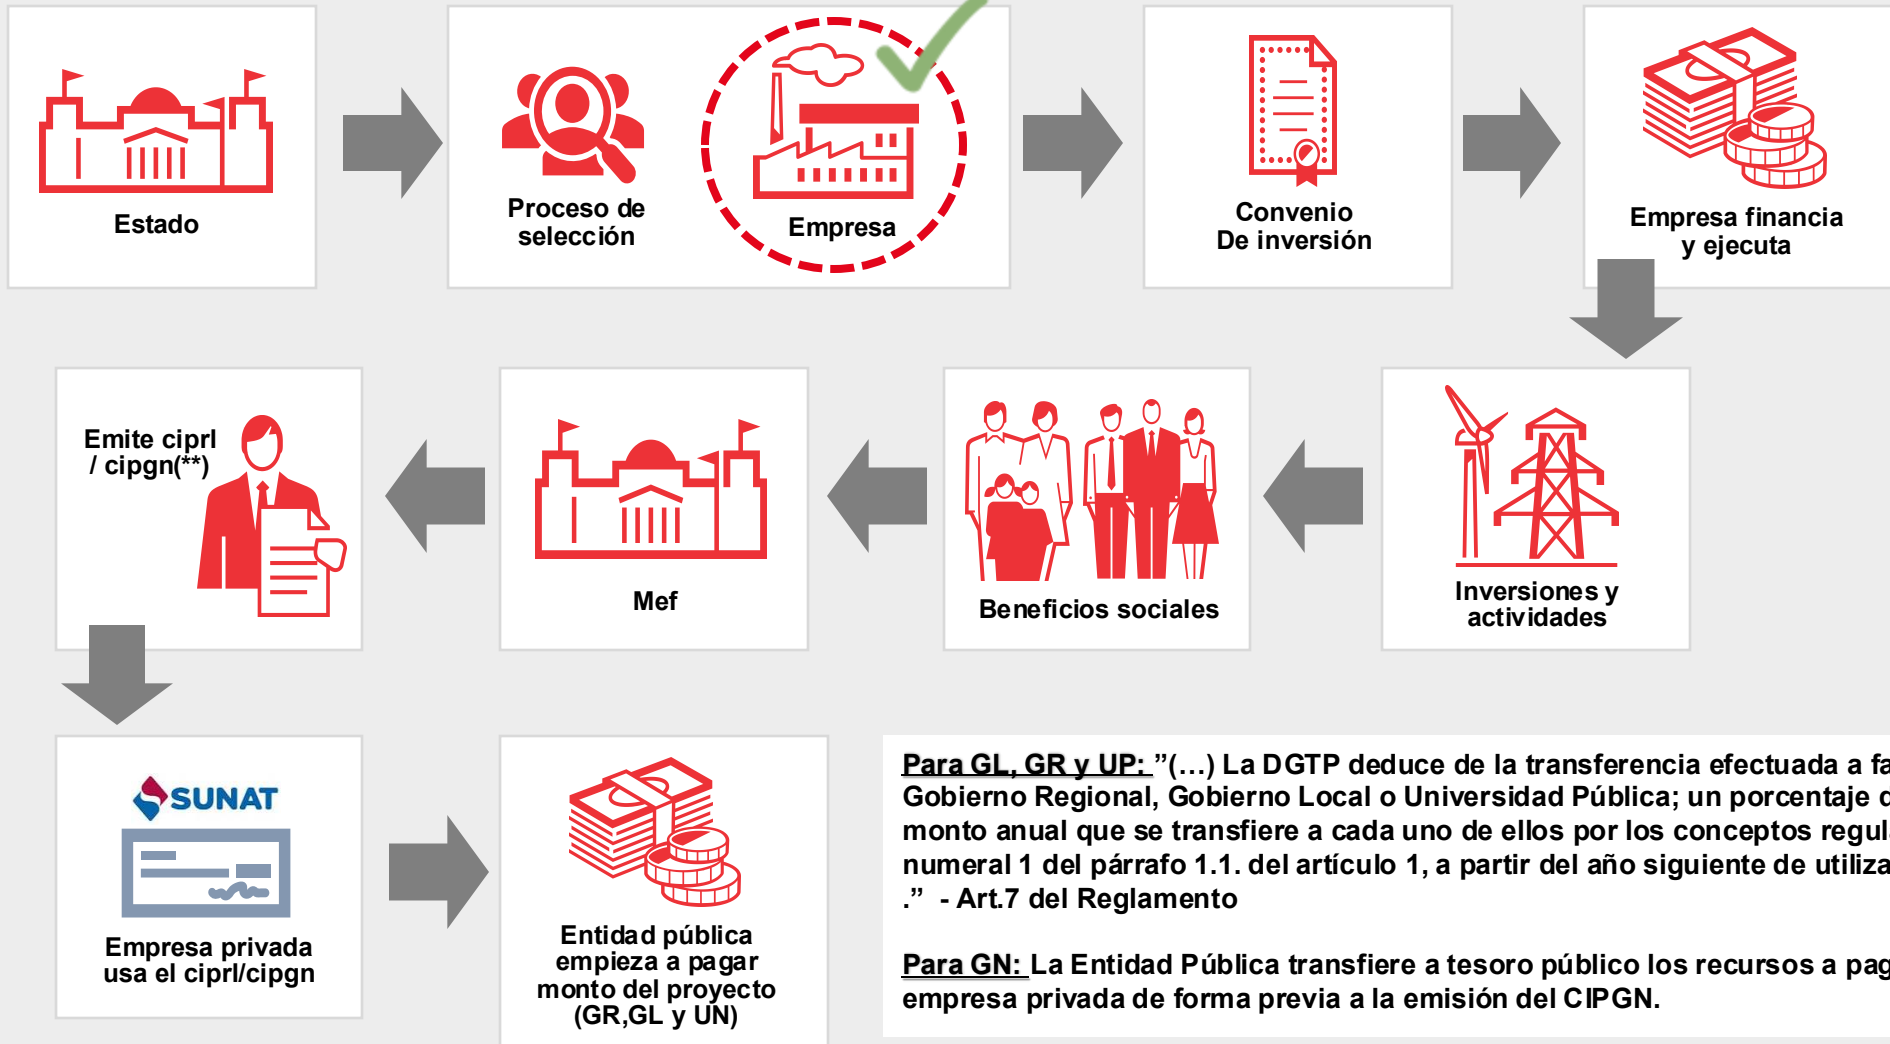 Estado
Proceso de
selección
Empresa
Convenio
De inversión
Empresa financia
y ejecuta
Emite ciprl
/ cipgn(**)
Mef
Beneficios sociales
Inversiones y
actividades
SUNAT
Empresa privada
usa el ciprl/cipgn
Entidad pública
empieza a pagar
monto del proyecto
(GR,GL y UN)
Para GL, GR y UP: ”(…) La DGTP deduce de la transferencia efectuada a
Gobierno Regional, Gobierno Local o Universidad Pública; un porcentaje
monto anual que se transfiere a cada uno de ellos por los conceptos
numeral 1 del párrafo 1.1. del artículo 1, a partir del año siguiente de
.” - Art.7 del Reglamento
Para GN: La Entidad Pública transfiere a tesoro público los recursos a
empresa privada de forma previa a la emisión del CIPGN.